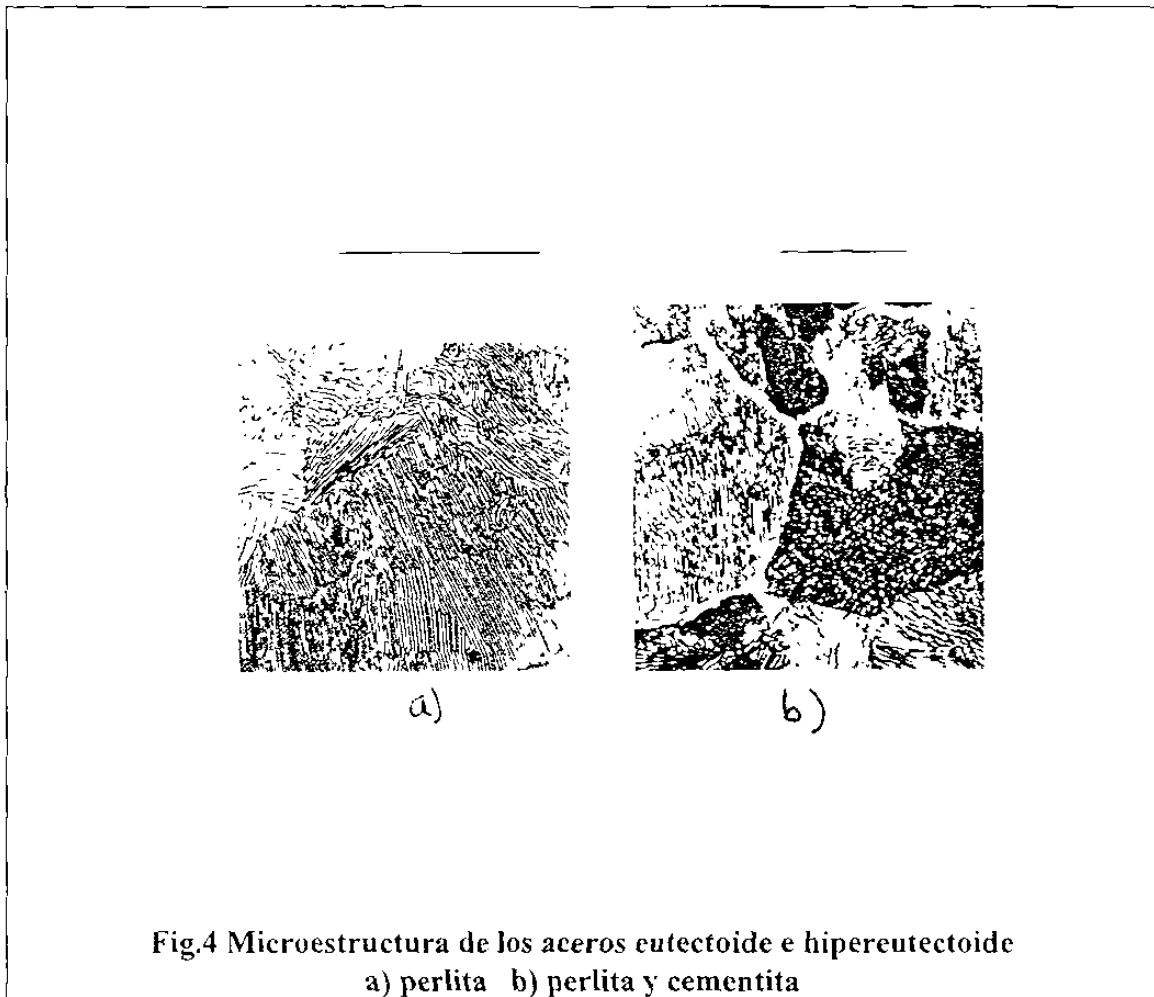 a)
b)
Fig.4 Microestructura de los aceros eutectoide e hipereutectoide
a) perlita b) perlita y cementita